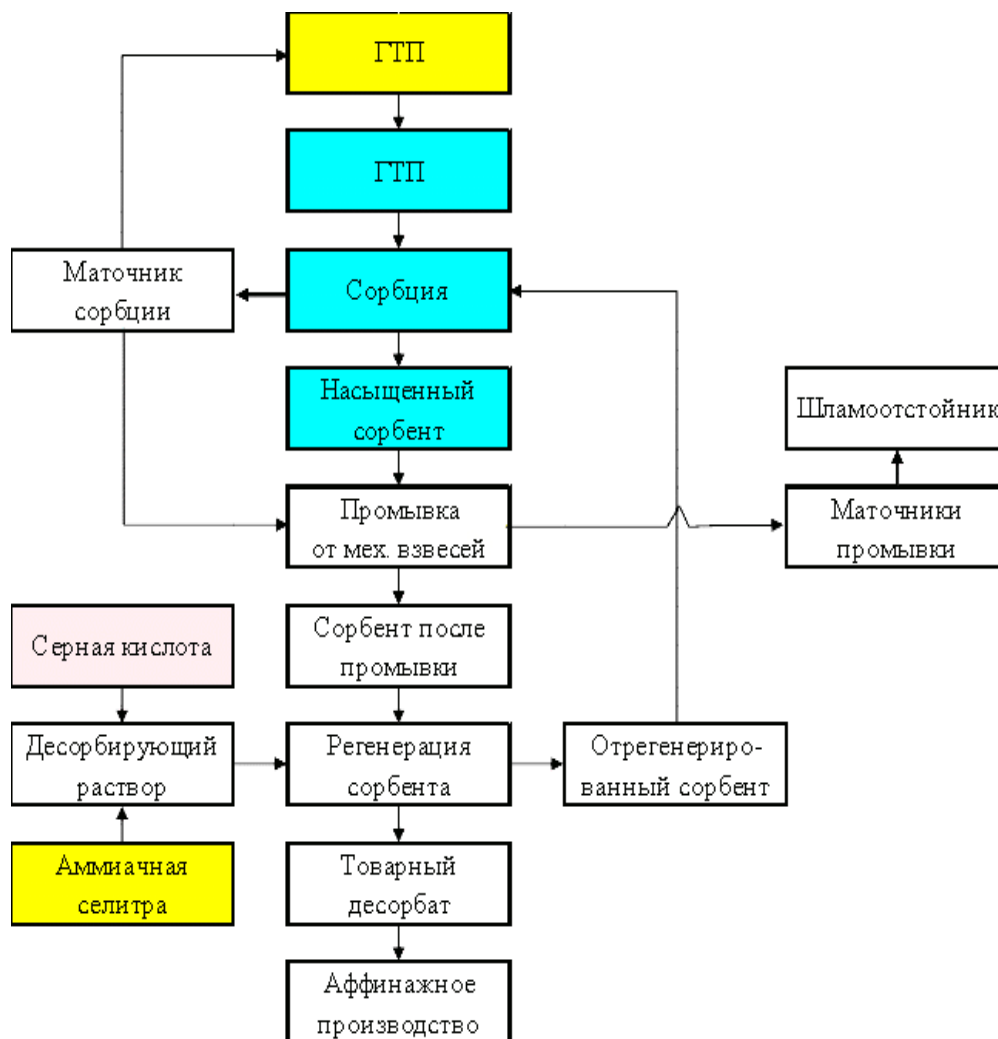 ГТП
ГТП
Маточник
сорбции
Сорбция
Насыщенный
сорбент
Шламоотстойник
Промывка
от мех. взвесей
Маточники
промывки
Серная кислота
Сорбент после
промывки
Десорбирующий
раствор
Регенерация
сорбента
Отрегенериро-
ванный сорбент
Аммиачная
селитра
Товарный
десорбат
Аффинажное
производство